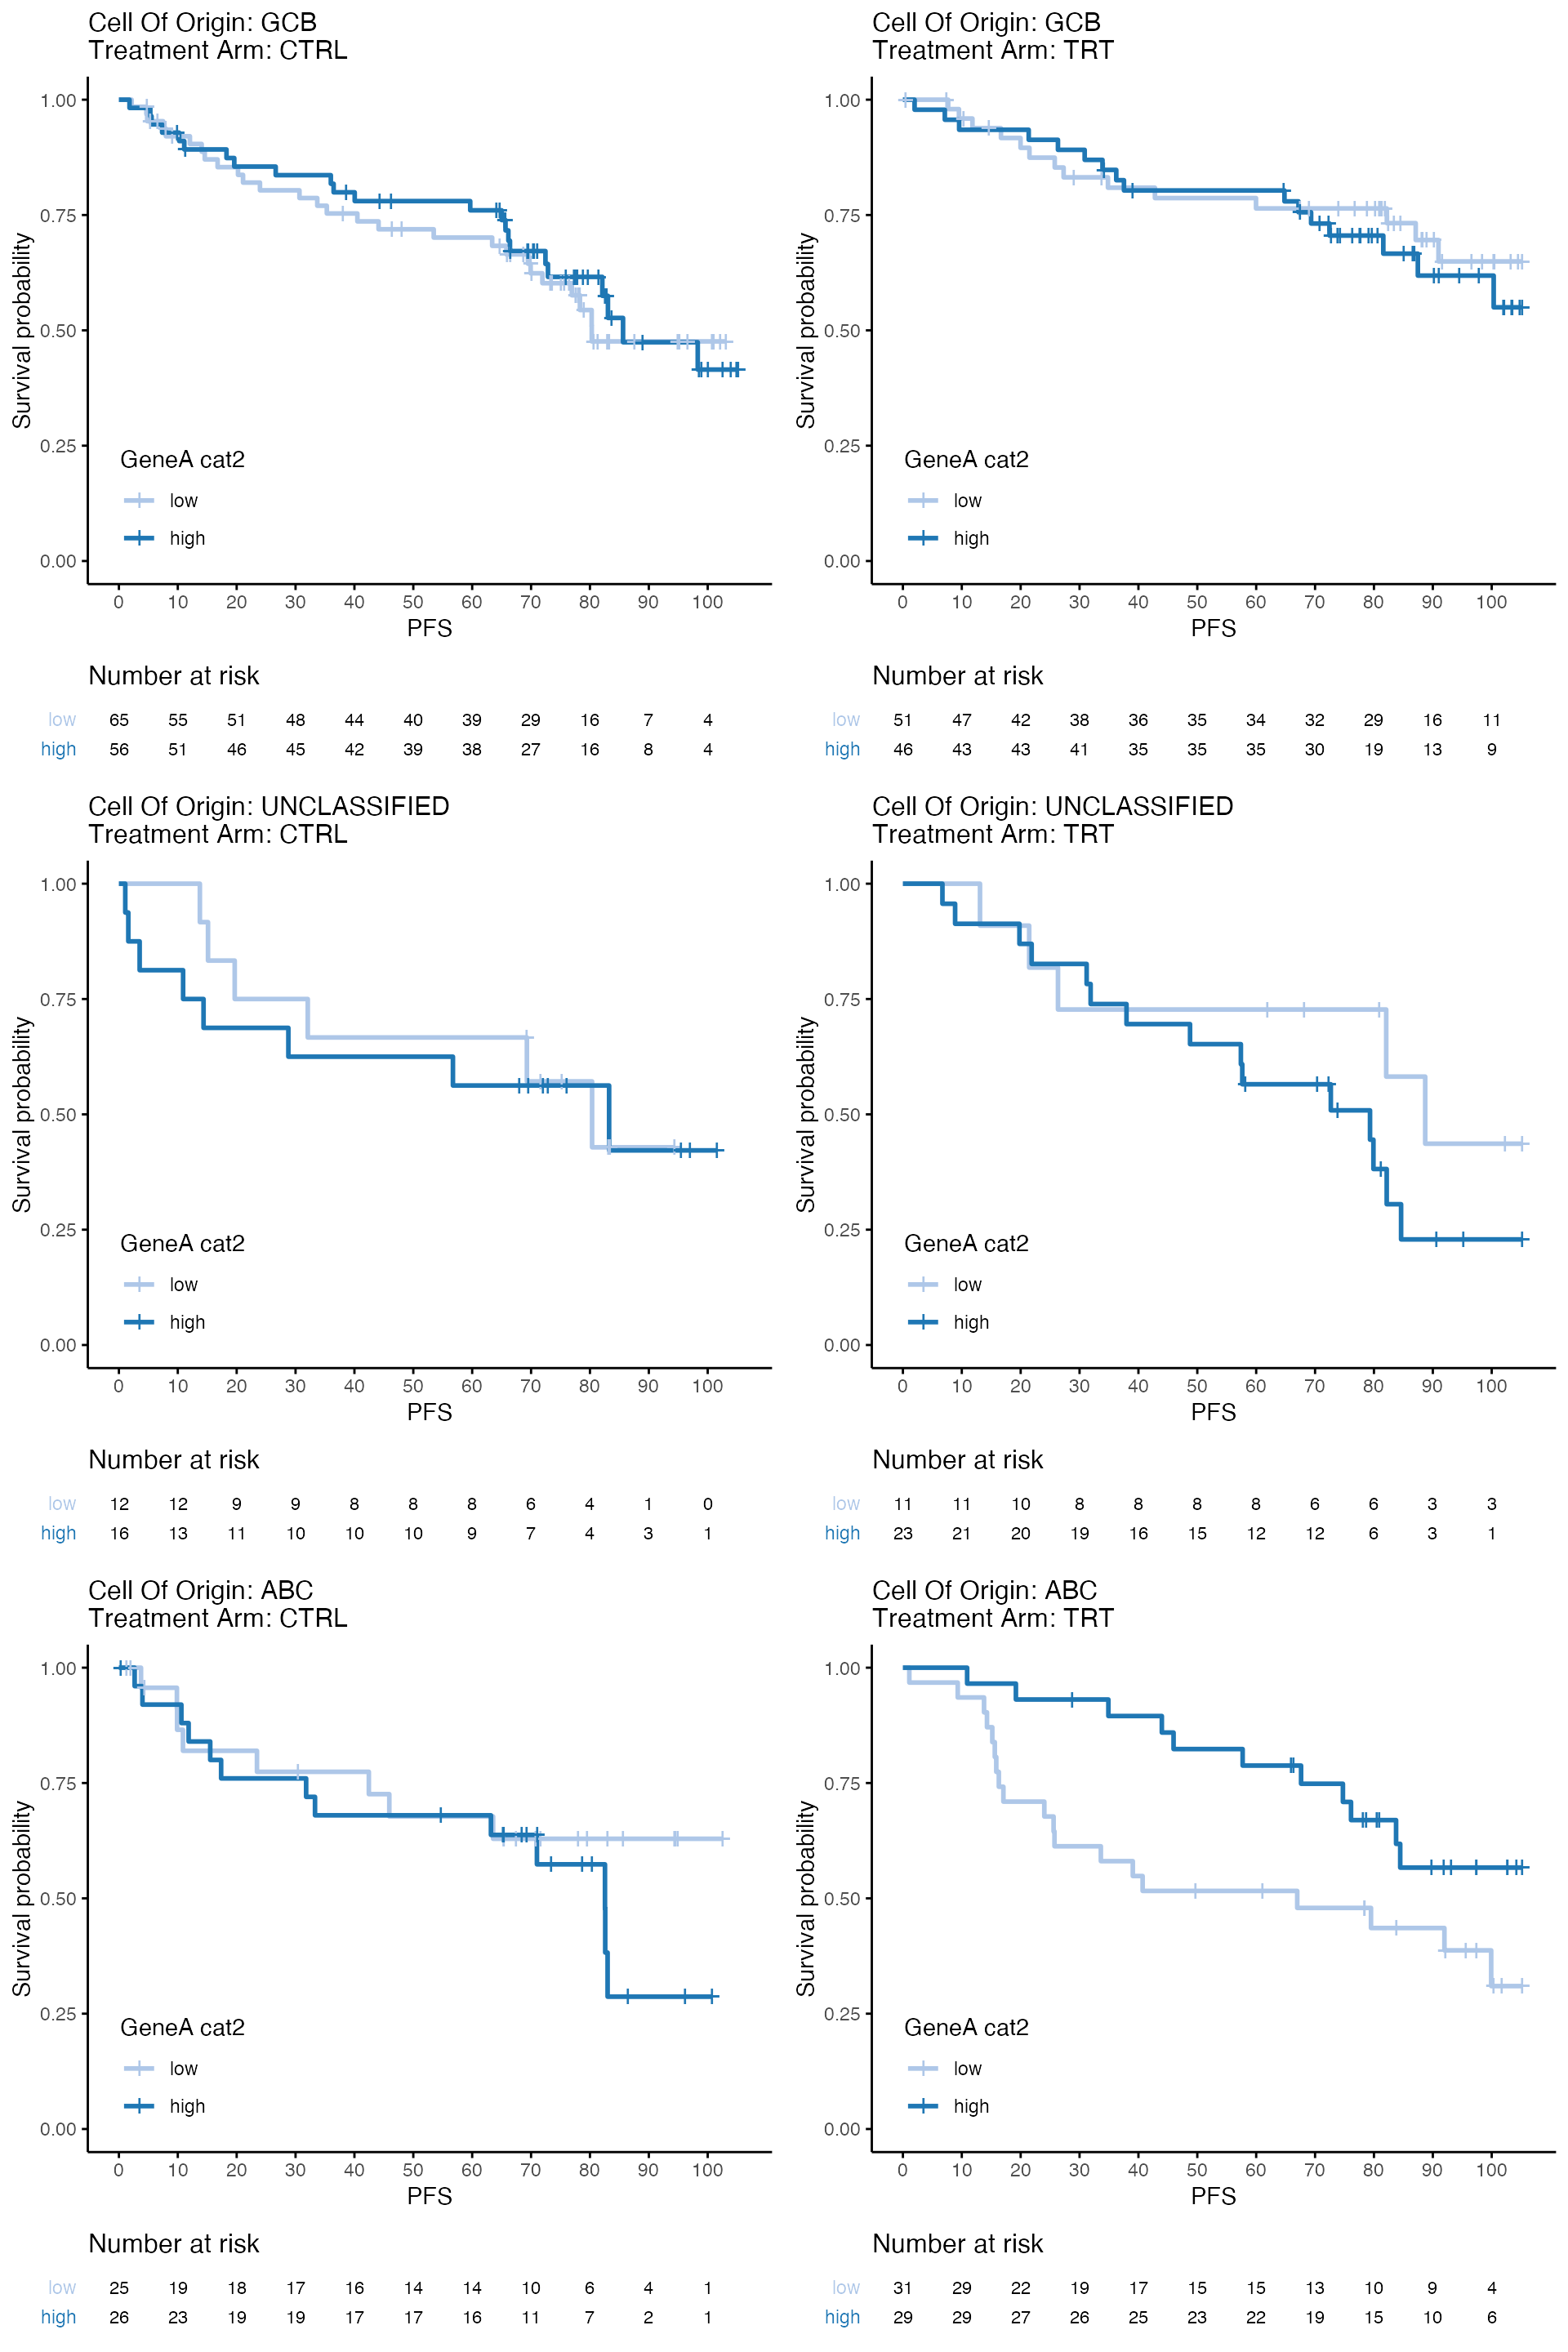 Cell Of Origin: GCB
Treatment Arm: CTRL
Survival probability
1.00
0.75
0.50
0.25
0.00
GeneA cat2
low
high
0 10 20 30 40 50 60 70 80 90 100
PFS
Number at risk
low 65 55 51 48 44 40 39 29 16 7 4
high 56 51 46 45 42 39 38 27 16 8 4
Cell Of Origin: GCB
Treatment Arm: TRT
Survival probability
1.00
0.75
0.50
0.25
0.00
GeneA cat2
low
high
0 10 20 30 40 50 60 70 80 90 100
PFS
Number at risk
low 51 47 42 38 36 35 34 32 29 16 11
high 46 43 43 41 35 35 35 30 19 13 9
Cell Of Origin: UNCLASSIFIED
Treatment Arm: CTRL
Survival probability
1.00
0.75
0.50
0.25
0.00
GeneA cat2
low
high
0 10 20 30 40 50 60 70 80 90 100
PFS
Number at risk
low 12 12 9 9 8 8 8 6 4 1 0
high 16 13 11 10 10 10 9 7 4 3 1
Cell Of Origin: UNCLASSIFIED
Treatment Arm: TRT
Survival probability
1.00
0.75
0.50
0.25
0.00
GeneA cat2
low
high
0 10 20 30 40 50 60 70 80 90 100
PFS
Number at risk
low 11 11 10 8 8 8 8 6 6 3 3
high 23 21 20 19 16 15 12 12 6 3 1
Cell Of Origin: ABC
Treatment Arm: CTRL
Survival probability
1.00
0.75
0.50
0.25
0.00
GeneA cat2
low
high
0 10 20 30 40 50 60 70 80 90 100
PFS
Number at risk
low 25 19 18 17 16 14 14 10 6 4 1
high 26 23 19 19 17 17 16 11 7 2 1
Cell Of Origin: ABC
Treatment Arm: TRT
Survival probability
1.00
0.75
0.50
0.25
0.00
GeneA cat2
low
high
0 10 20 30 40 50 60 70 80 90 100
PFS
Number at risk
low 31 29 22 19 17 15 15 13 10 9 4
high 29 29 27 26 25 23 22 19 15 10 6